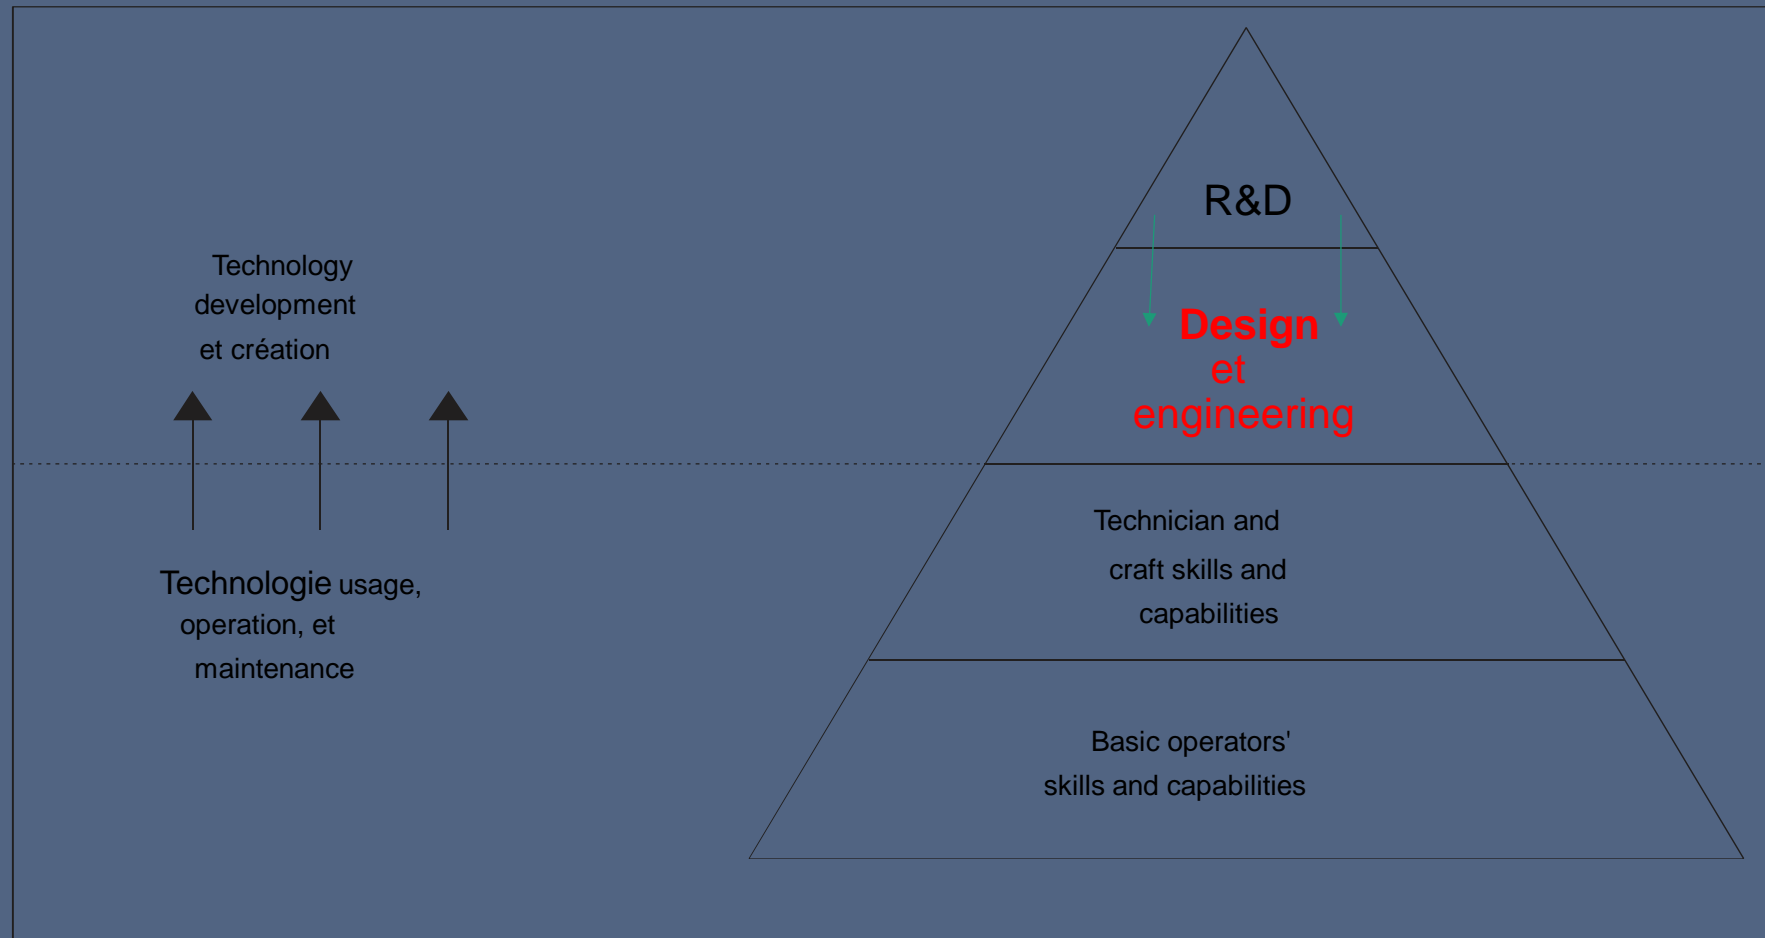 Technology
development
et création
Technologie usage,
operation, et
maintenance
R&D
Design
et
engineering
Technician and
craft skills and
capabilities
Basic operators'
skills and capabilities